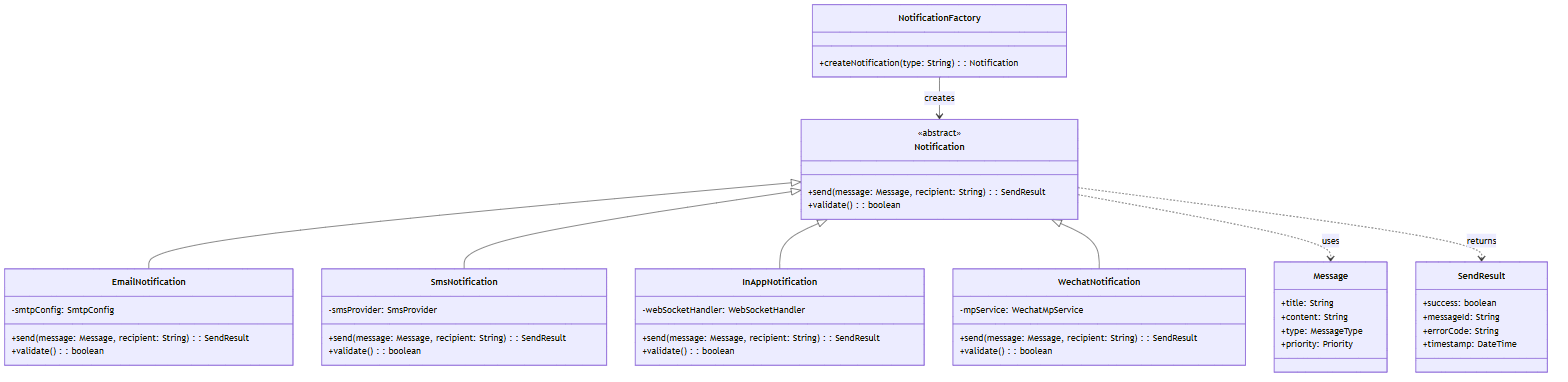 NotificationFactory
+createNotification(type: String) : : Notification
creates
«abstract»
Notification
+send(message: Message, recipient: String) : : SendResult
+validate() : : boolean
uses
returns
EmailNotification
-smtpConfig: SmtpConfig
+send(message: Message, recipient: String) : : SendResult
+validate() : : boolean
SmsNotification
-smsProvider: SmsProvider
+send(message: Message, recipient: String) : : SendResult
+validate() : : boolean
InAppNotification
-webSocketHandler: WebSocketHandler
+send(message: Message, recipient: String) : : SendResult
+validate() : : boolean
WechatNotification
-mpService: WechatMpService
+send(message: Message, recipient: String) : : SendResult
+validate() : : boolean
Message
+title: String
+content: String
+type: MessageType
+priority: Priority
SendResult
+success: boolean
+messageId: String
+errorCode: String
+timestamp: DateTime